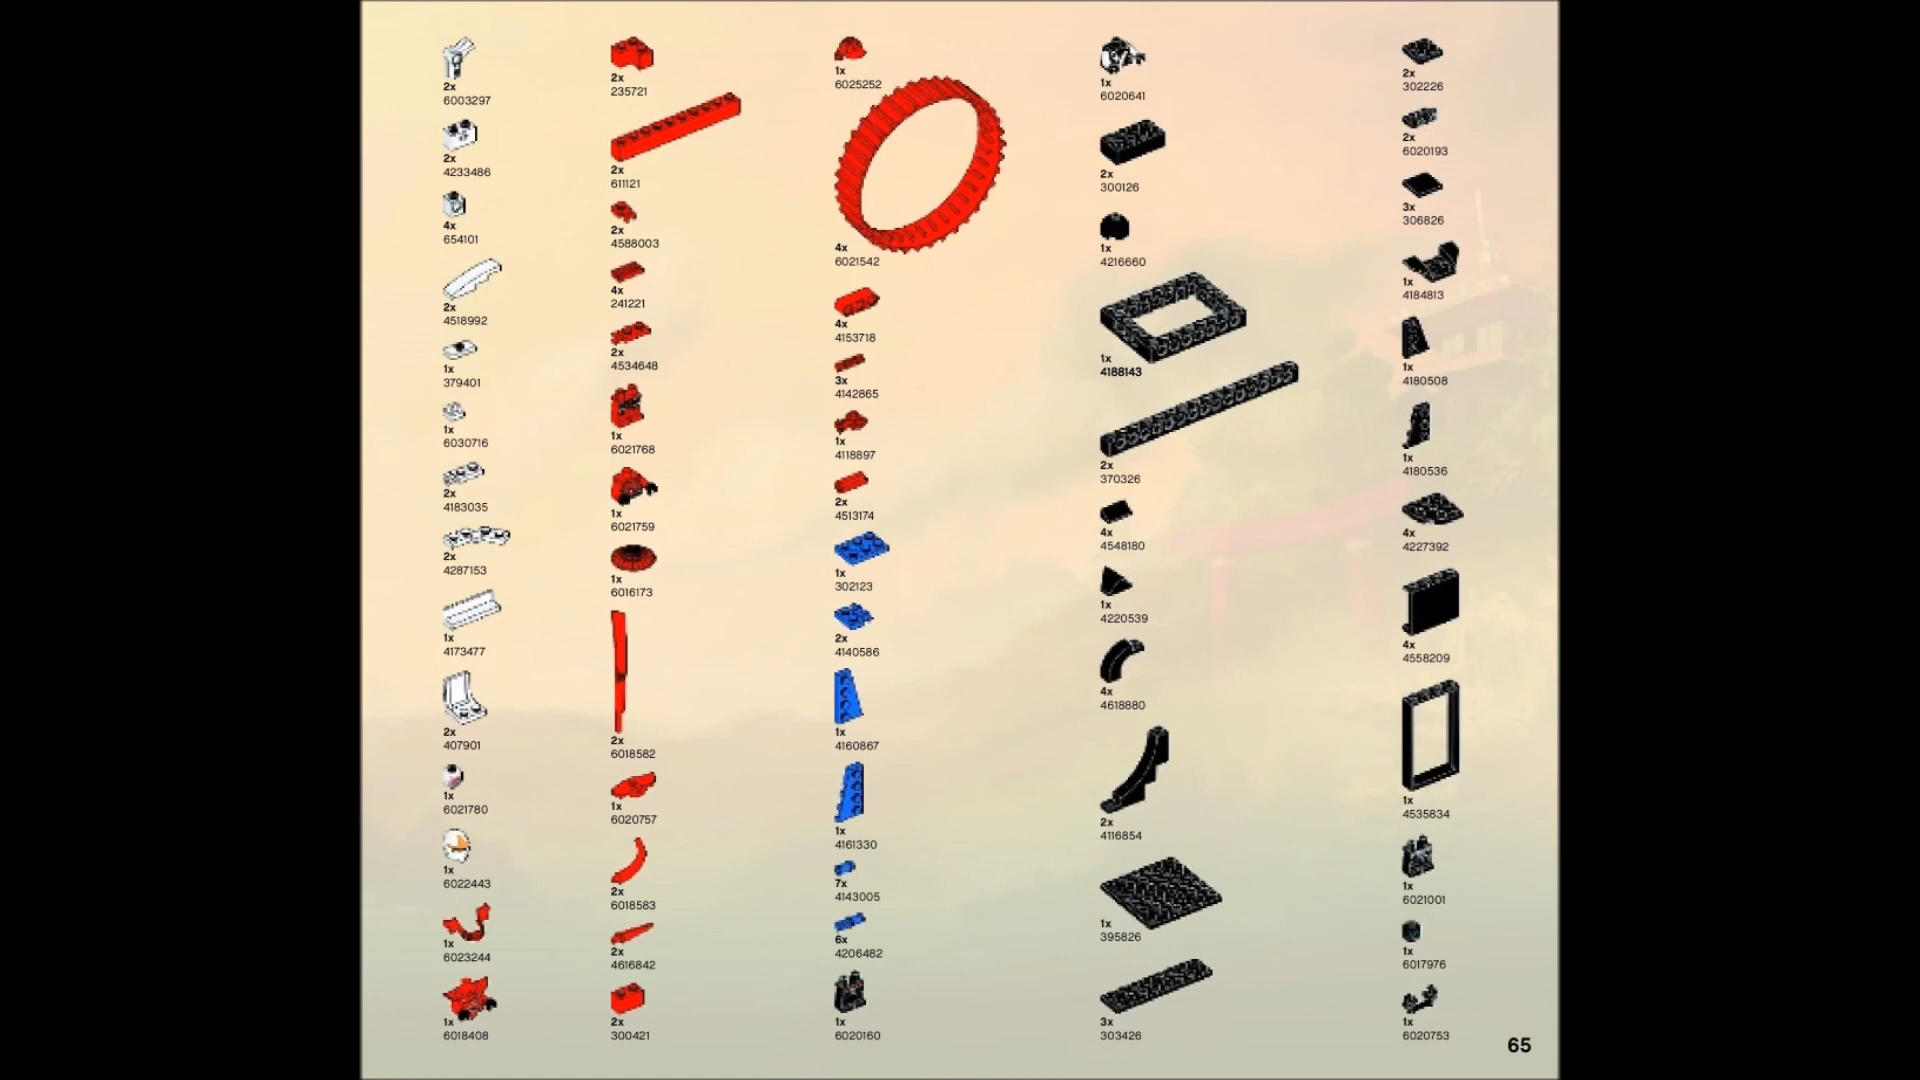 2x
6003297
2x
4233486
4x
654101
2x
4518992
1x
379401
1x
6030716
2x
4183035
2x
4287153
1x
4173477
2x
407901
1x
6021780
1x
6022443
1x
6023244
1x
6018408
2x
235721
2x
611121
2x
4588003
4x
241221
2x
4534648
1x
6021768
1x
6021759
1x
6016173
2x
6018582
1x
6020757
2x
6018583
2x
4616842
2x
300421
1x
6025252
4x
6021542
4x
4153718
3x
4142865
1x
4118897
2x
4513174
1x
302123
2x
4140586
1x
4160867
1x
4161330
7x
4143005
6x
4206482
1x
6020160
1x
6020641
2x
300126
1x
4216660
1x
4188143
2x
370326
4x
4548180
1x
4220539
4x
4618880
2x
4116854
1x
395826
3x
303426
2x
302226
2x
6020193
3x
306826
1x
4184813
1x
4180508
1x
4180536
4x
4227392
4x
4558209
1x
4535834
1x
6021001
1x
6017976
1x
6020753
65